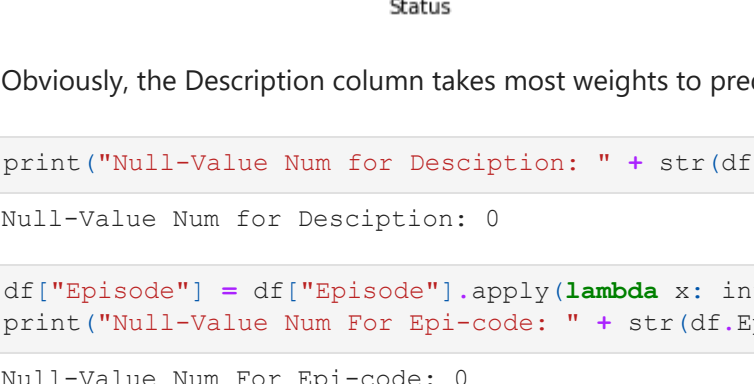 Status
Obviously, the Description column takes most weights to pre
print("Null-Value Num for Desciption: " + str(df
Null-Value Num for Desciption: 0
df["Episode"] = df["Episode"].apply(lambda x: in
print("Null-Value Num For Epi-code: " + str(df.E
Null-Value Num For Epi-code: 0